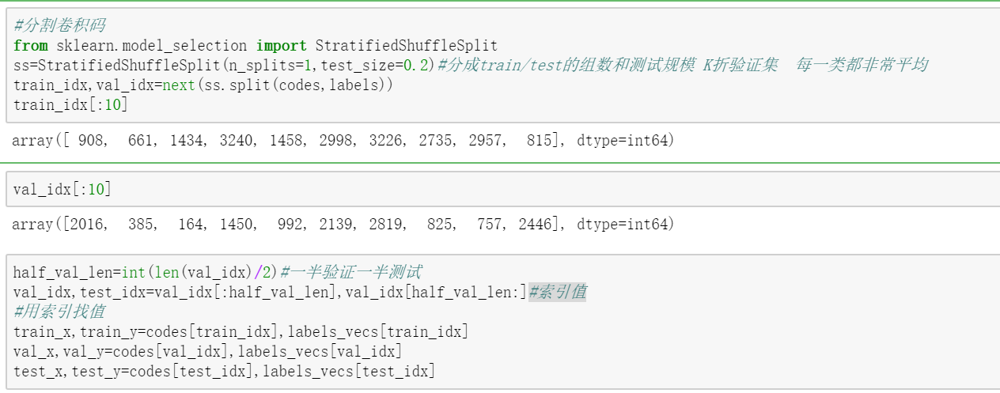 #分割卷积码
from sklearn.model_selection import StratifiedShuffleSplit
ss=StratifiedShuffleSplit(n_splits=1,test_size=0.2)#分成train/test的组数和测试规模 K折验证集  每一类都非常平均
train_idx,val_idx=next(ss.split(codes,labels))
train_idx[:10]
array([ 908,  661, 1434, 3240, 1458, 2998, 3226, 2735, 2957,  815], dtype=int64)
val_idx[:10]
array([2016,  385,  164, 1450,  992, 2139, 2819,  825,  757, 2446], dtype=int64)
half_val_len=int(len(val_idx)/2)#一半验证一半测试
val_idx,test_idx=val_idx[:half_val_len],val_idx[half_val_len:]#索引值
#用索引找值
train_x,train_y=codes[train_idx],labels_vecs[train_idx]
val_x,val_y=codes[val_idx],labels_vecs[val_idx]
test_x,test_y=codes[test_idx],labels_vecs[test_idx]